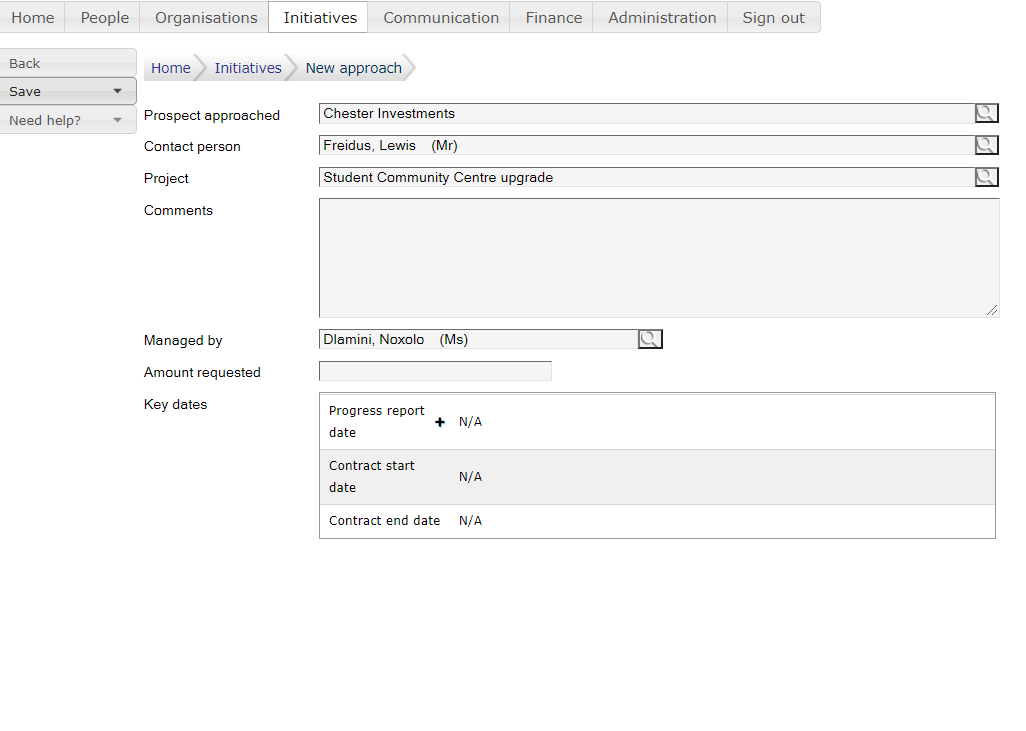 Home People Organisations Initiatives Communication Finance Administration Sign out
Back
Save
Need help?
Home Initiatives New approach
Prospect approached Chester Investments
Contact person Freidus, Lewis (Mr)
Project Student Community Centre upgrade
Comments
Managed by Dlamini, Noxolo (Ms)
Amount requested
Key dates
Progress report
date + N/A
Contract start
date N/A
Contract end date N/A